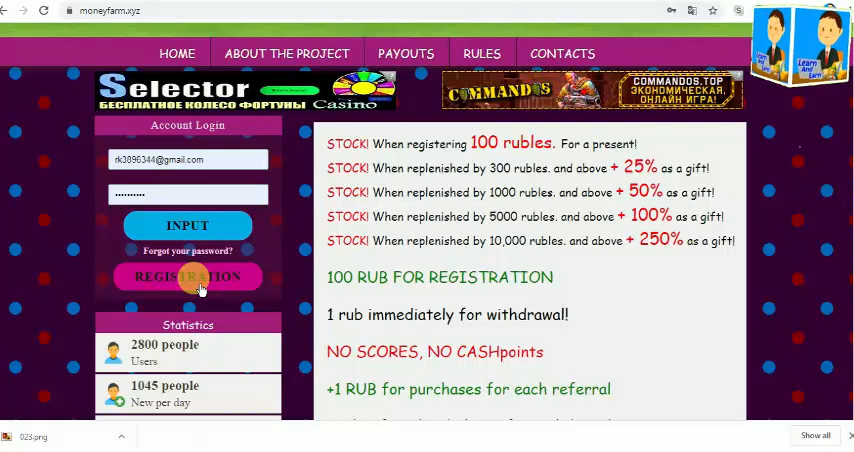 moneyfarm.xyz
HOME
ABOUT THE PROJECT
PAYOUTS
RULES
CONTACTS
Selector
БЕСПЛАТНОЕ КОЛЕСО ФОРТУНЫ Casino
COMMANDOS
COMMANDOS.TOP
ЭКОНОМИЧЕСКАЯ,
ОНЛАЙН ИГРА!
Learn And Earn
Learn And Earn
Account Login
rk3896344@gmail.com
INPUT
Forgot your password?
REGISTRATION
Statistics
2800 people
Users
1045 people
New per day
STOCK! When registering 100 rubles. For a present!
STOCK! When replenished by 300 rubles. and above + 25% as a gift!
STOCK! When replenished by 1000 rubles. and above + 50% as a gift!
STOCK! When replenished by 5000 rubles. and above + 100% as a gift!
STOCK! When replenished by 10,000 rubles. and above + 250% as a gift!
100 RUB FOR REGISTRATION
1 rub immediately for withdrawal!
NO SCORES, NO CASHpoints
+1 RUB for purchases for each referral
023.png
Show all